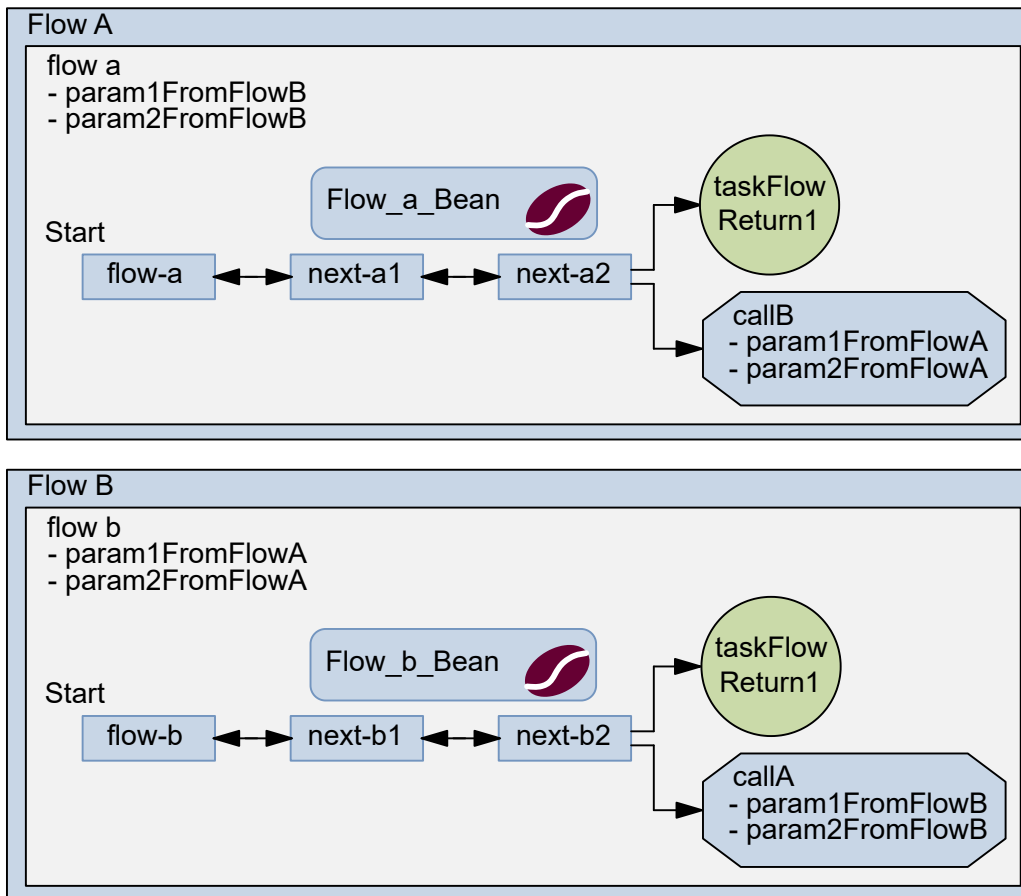 Flow A
flow a
- param1FromFlowB
- param2FromFlowB
Flow_a_Bean
taskFlow
Return1
Start
flow-a
next-a1
next-a2
callB
- param1FromFlowA
- param2FromFlowA
Flow B
flow b
- param1FromFlowA
- param2FromFlowA
Flow_b_Bean
taskFlow
Return1
Start
flow-b
next-b1
next-b2
callA
- param1FromFlowB
- param2FromFlowB